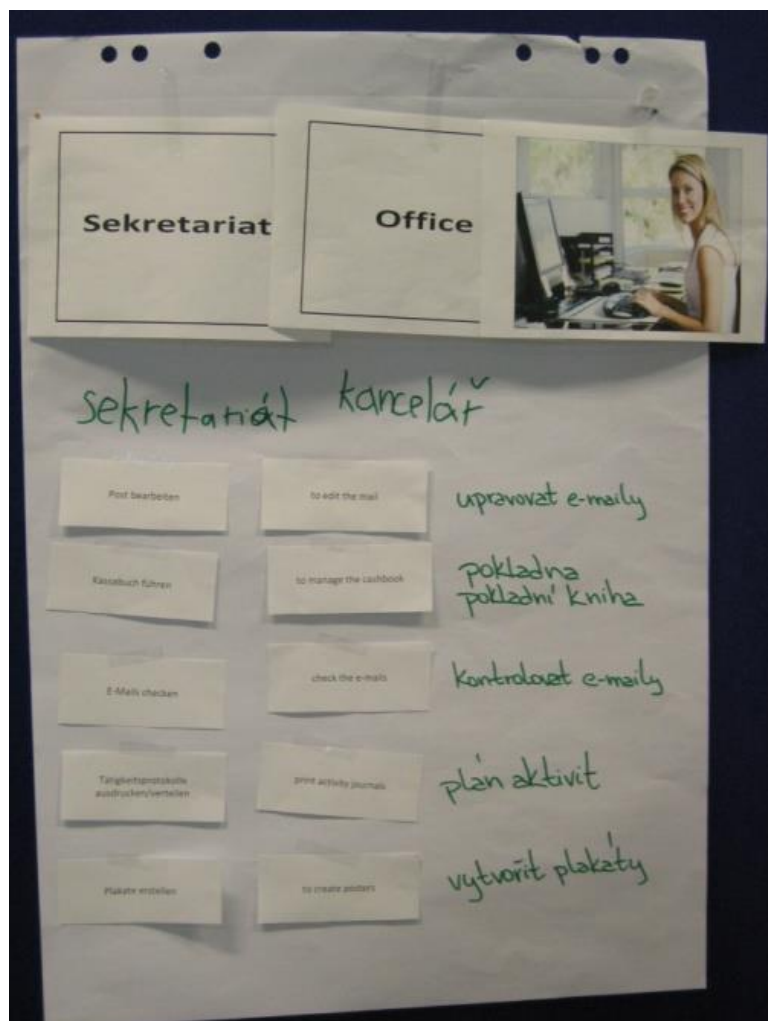 Sekretariat
Office
sekretariát kancelář
Post bearbeiten
to edit the mail
upravovat e-maily
Kassebuch führen
to manage the cashbook
pokladna
pokladní kniha
E-Mails checken
check the e-mails
kontrolovat e-maily
Tätigkeitsprotokolle
ausdrucken/verteilen
print activity journals
plán aktivit
Plakate erstellen
to create posters
vytvořit plakáty